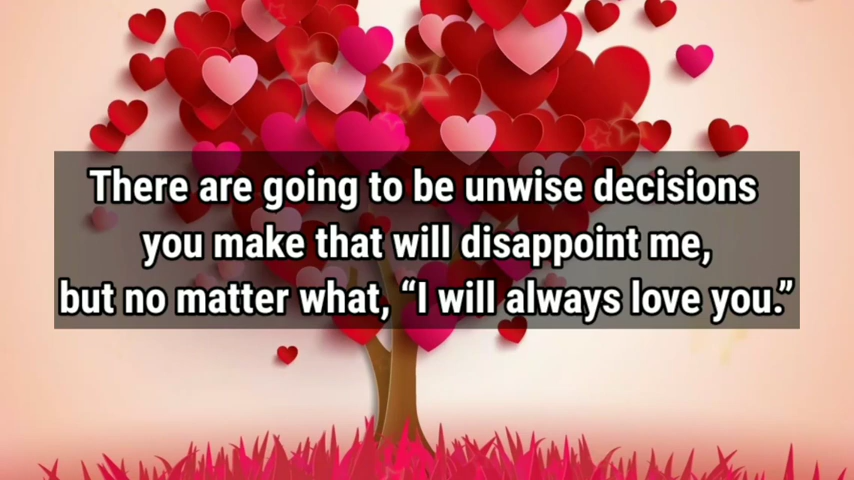 There are going to be unwise decisions
you make that will disappoint me,
but no matter what, “I will always love you.”